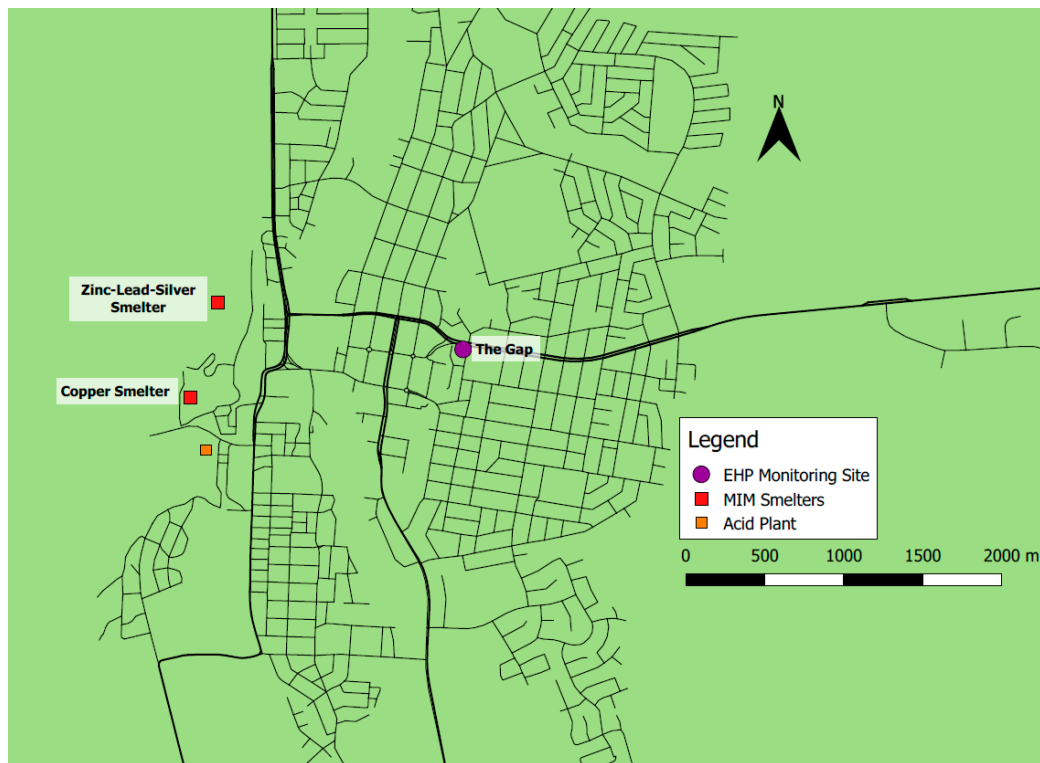 N
Zinc-Lead-Silver
Smelter
The Gap
Copper Smelter
Legend
EHP Monitoring Site
MIM Smelters
Acid Plant
0 500 1000 1500 2000 m